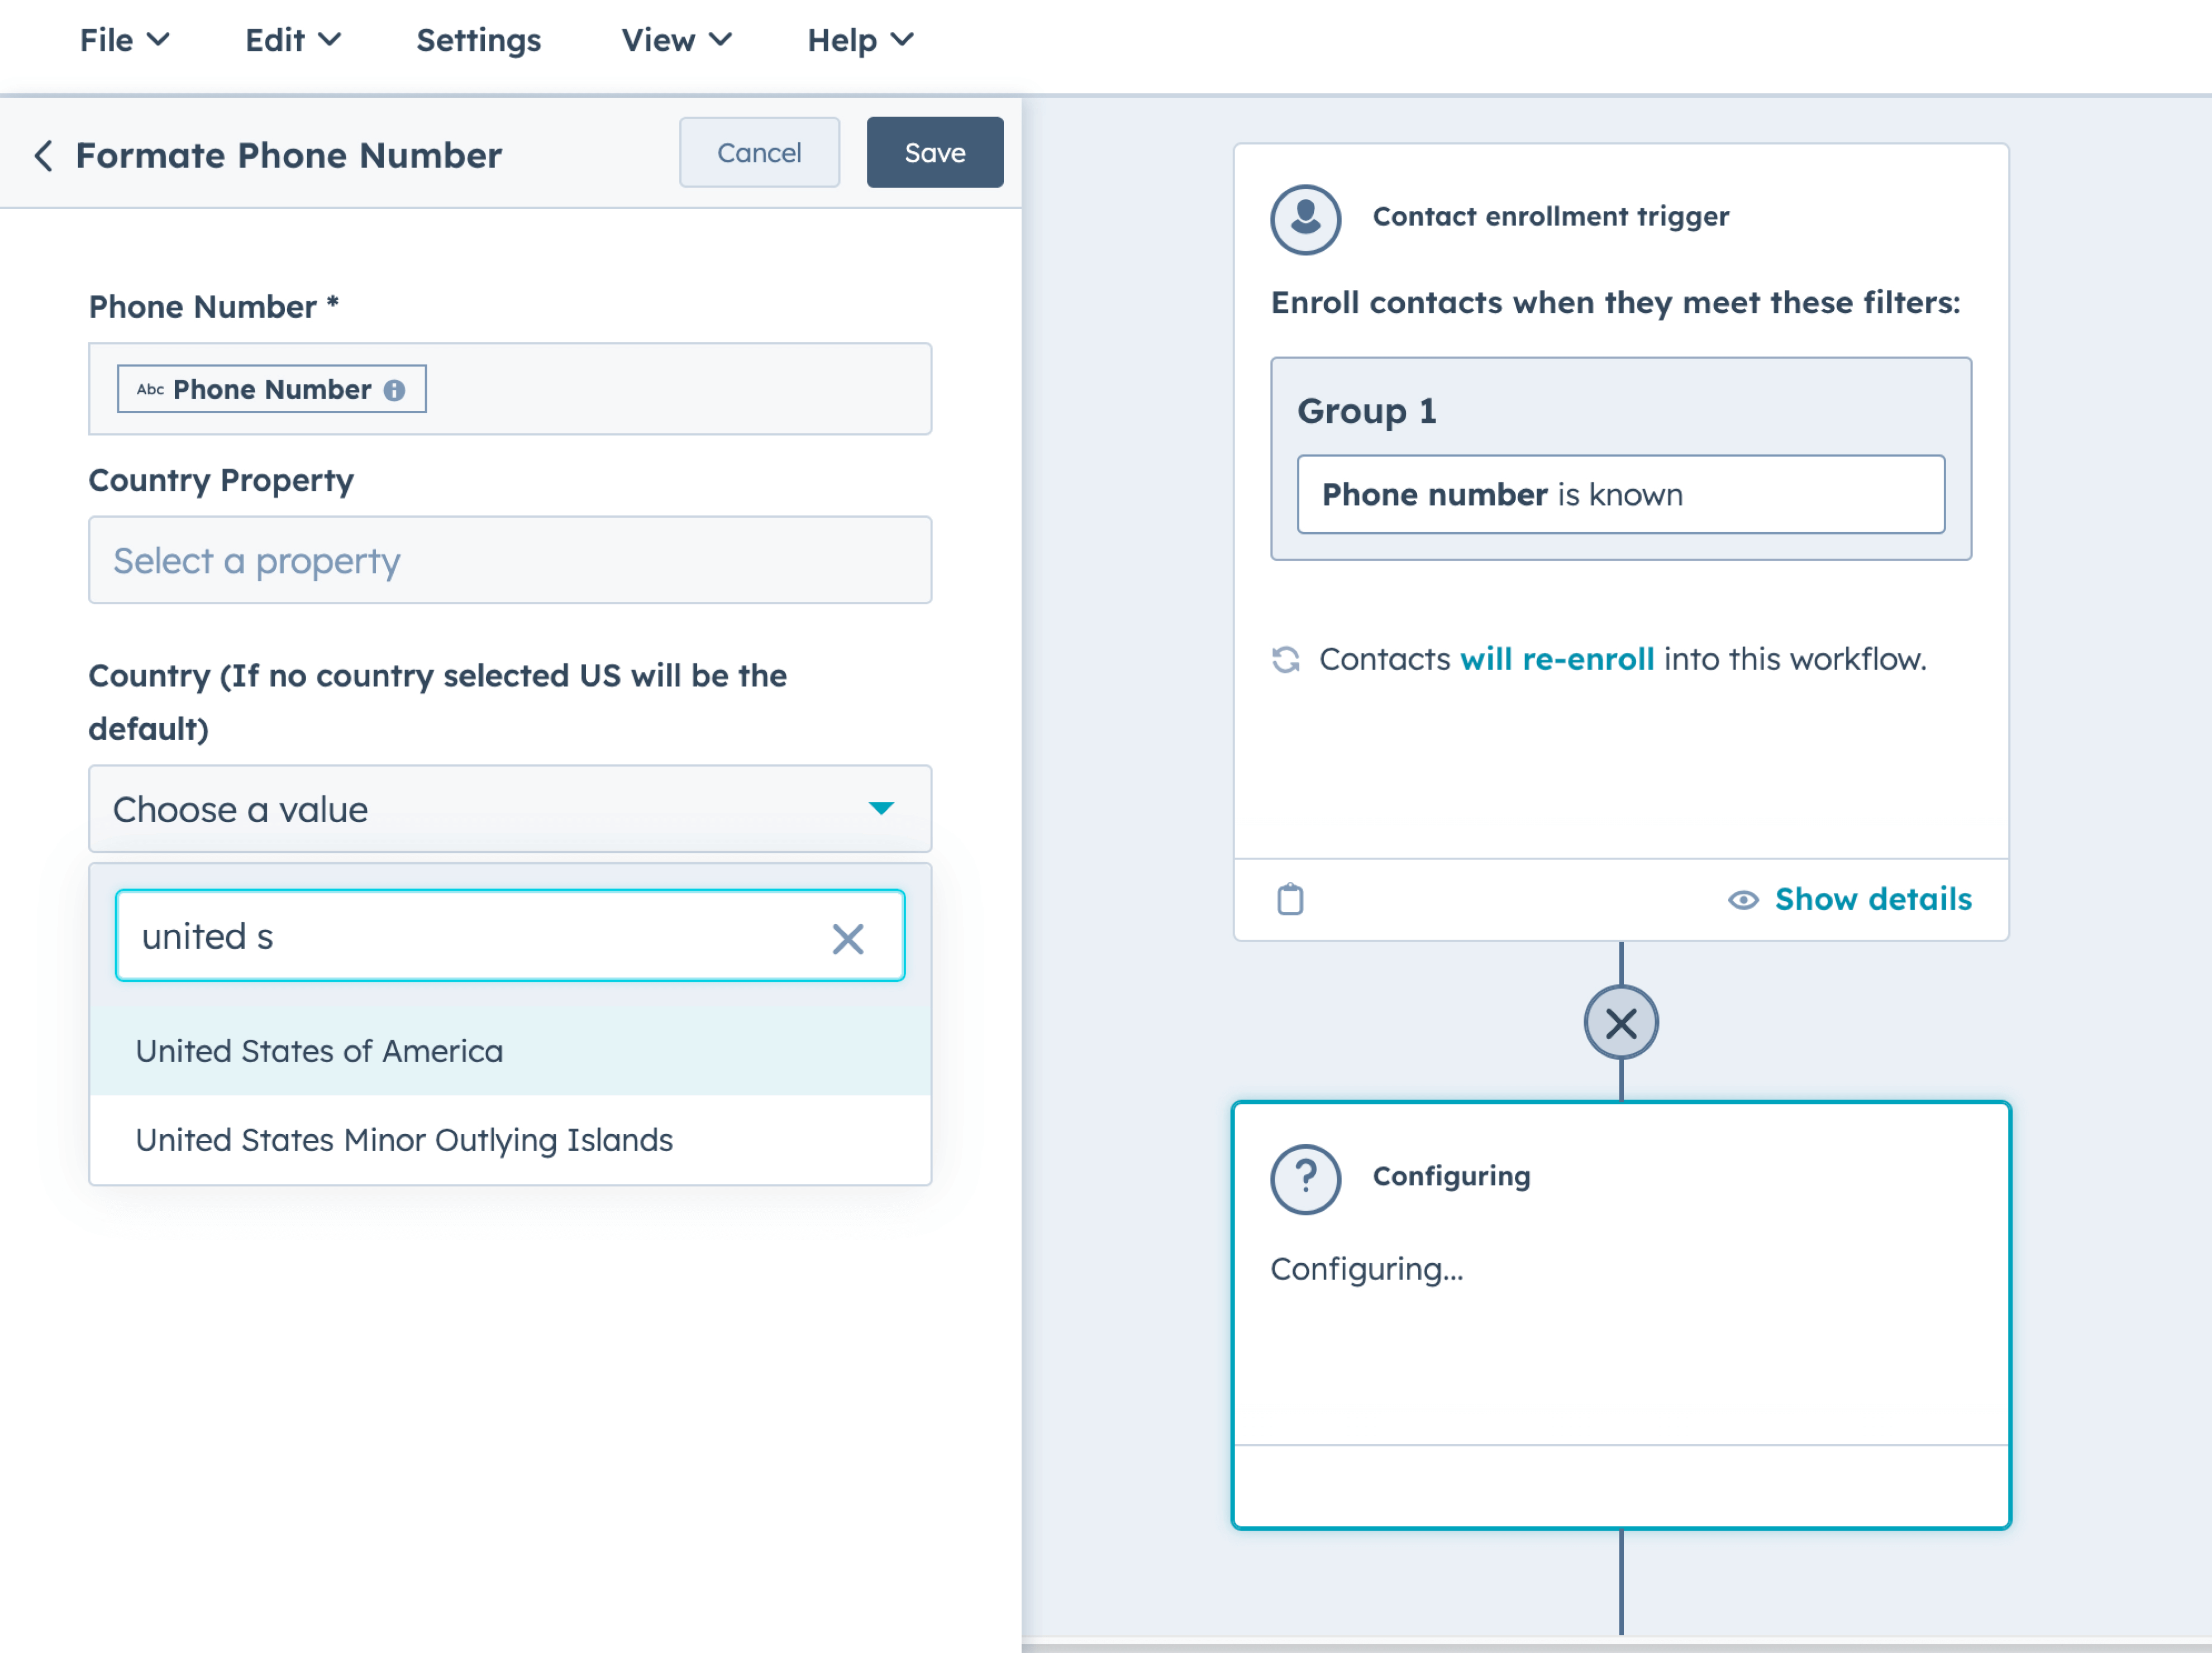 File
Edit
Settings
View
Help
Formate Phone Number
Cancel
Save
Phone Number *
Abc Phone Number
Country Property
Select a property
Country (If no country selected US will be the
default)
Choose a value
united s
United States of America
United States Minor Outlying Islands
Contact enrollment trigger
Enroll contacts when they meet these filters:
Group 1
Phone number is known
Contacts will re-enroll into this workflow.
Show details
Configuring
Configuring...